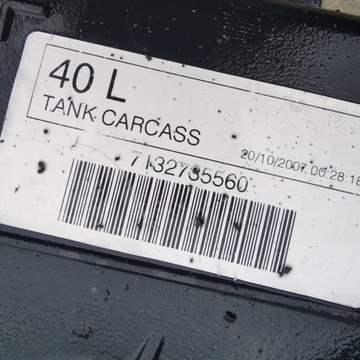 40 L
TANK CARCASS
20/10/2007 00:28:18
7132735560